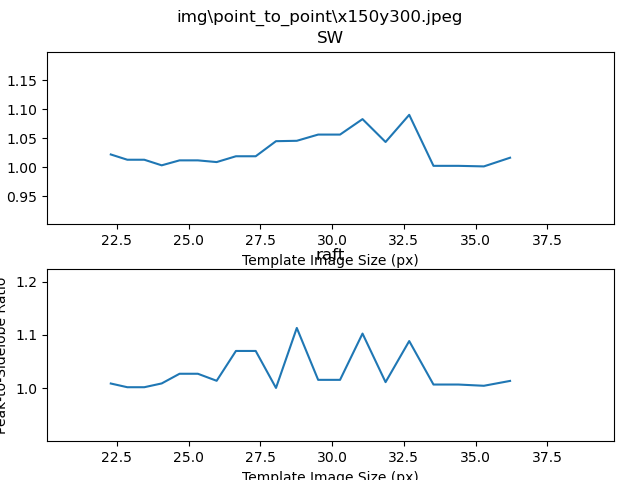 img\point_to_point\x150y300.jpeg
SW
1.15
1.10
1.05
1.00
0.95
22.5 25.0 27.5 30.0 32.5 35.0 37.5
Template Image Size (px)
raft
Peak-to-Sidelobe Ratio
1.2
1.1
1.0
22.5 25.0 27.5 30.0 32.5 35.0 37.5
Template Image Size (px)